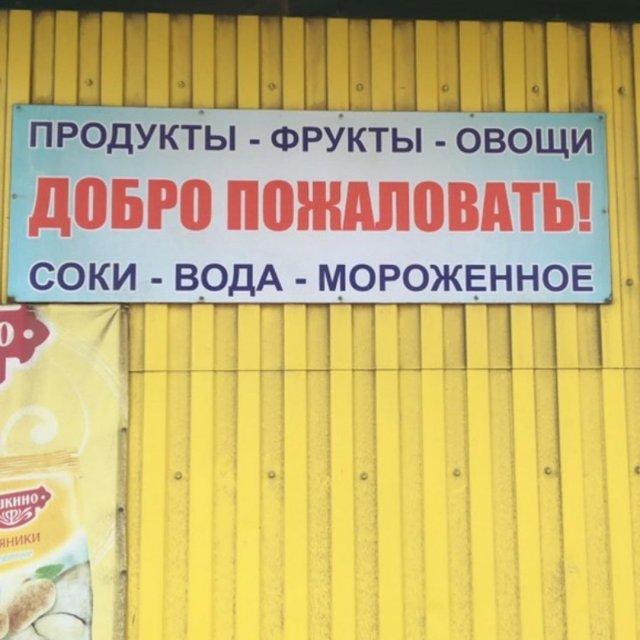 ПРОДУКТЫ - ФРУКТЫ - ОВОЩИ
ДОБРО ПОЖАЛОВАТЬ!
СОКИ - ВОДА - МОРОЖЕННОЕ